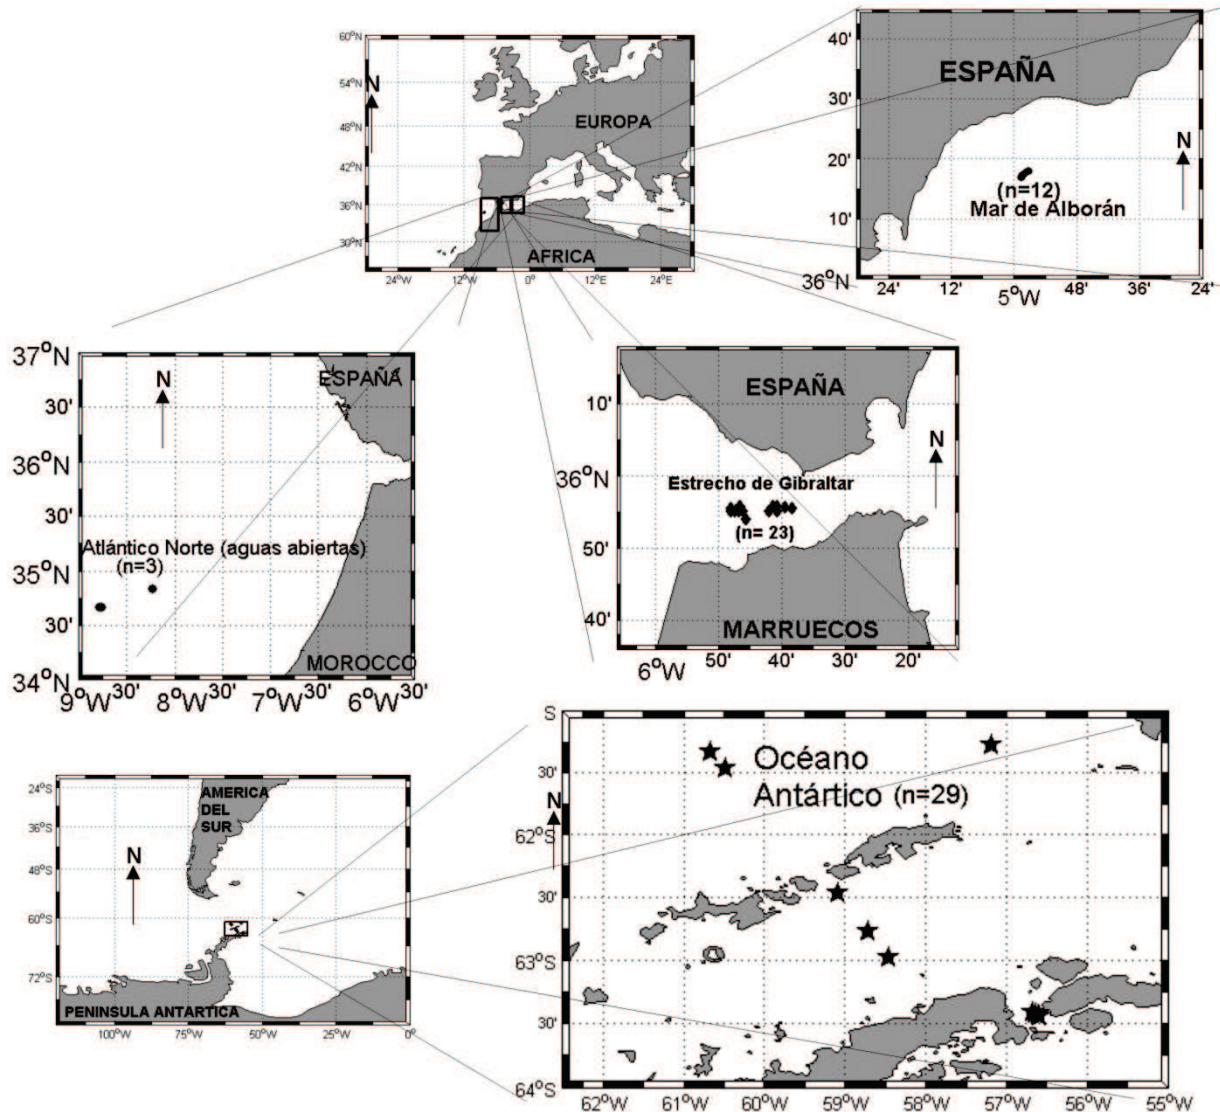 60°N
54°N
48°N
42°N
36°N
30°N
N
EUROPA
AFRICA
24°W
12°W
0°
12°E
24°E
40'
30'
20'
10'
36°N
ESPAÑA
N
(n=12)
Mar de Alborán
24'
12'
5°W
48'
36'
24'
37°N
30'
36°N
30'
35°N
30'
34°N
N
ESPAÑA
Atlántico Norte (aguas abiertas)
(n=3)
MOROCCO
9°W
30'
8°W
30'
7°W
30'
6°W
30'
10'
36°N
50'
40'
ESPAÑA
N
Estrecho de Gibraltar
(n= 23)
MARRUECOS
6°W
50'
40'
30'
20'
24°S
36°S
48°S
60°S
72°S
AMERICA
DEL
SUR
N
PENINSULA ANTARTICA
100°W
75°W
50°W
25°W
0°
S
30'
N
62°S
30'
63°S
30'
64°S
Océano
Antártico (n=29)
62°W
61°W
60°W
59°W
58°W
57°W
56°W
55°W